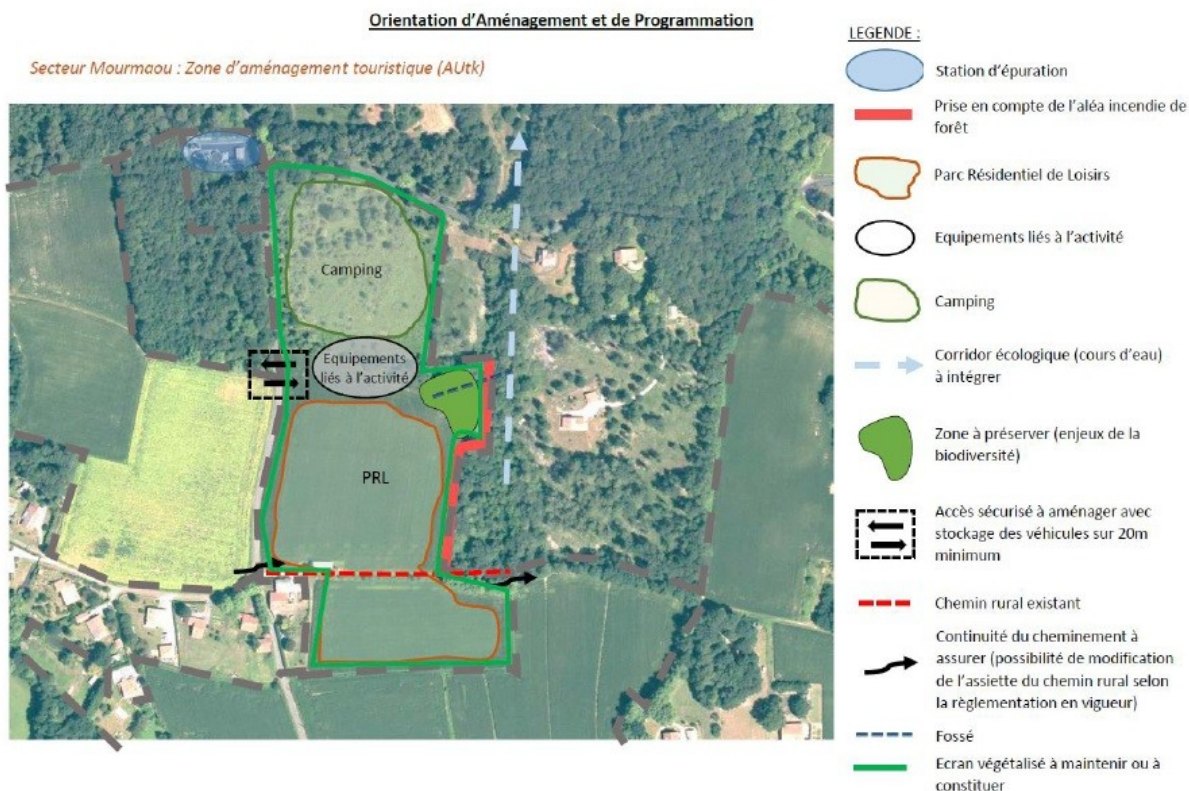 Orientation d'Aménagement et de Programmation
Secteur Mourmaou : Zone d'aménagement touristique (AUtk)
Camping
Equipements
liés à l'activité
PRL
LEGENDE :
Station d'épuration
Prise en compte de l'aléa incendie de
forêt
Parc Résidentiel de Loisirs
Equipements liés à l'activité
Camping
Corridor écologique (cours d'eau)
à intégrer
Zone à préserver (enjeux de la
biodiversité)
Accès sécurisé à aménager avec
stockage des véhicules sur 20m
minimum
Chemin rural existant
Continuité du cheminement à
assurer (possibilité de modification
de l'assiette du chemin rural selon
la règlementation en vigueur)
Fossé
Ecran végétalisé à maintenir ou à
constituer